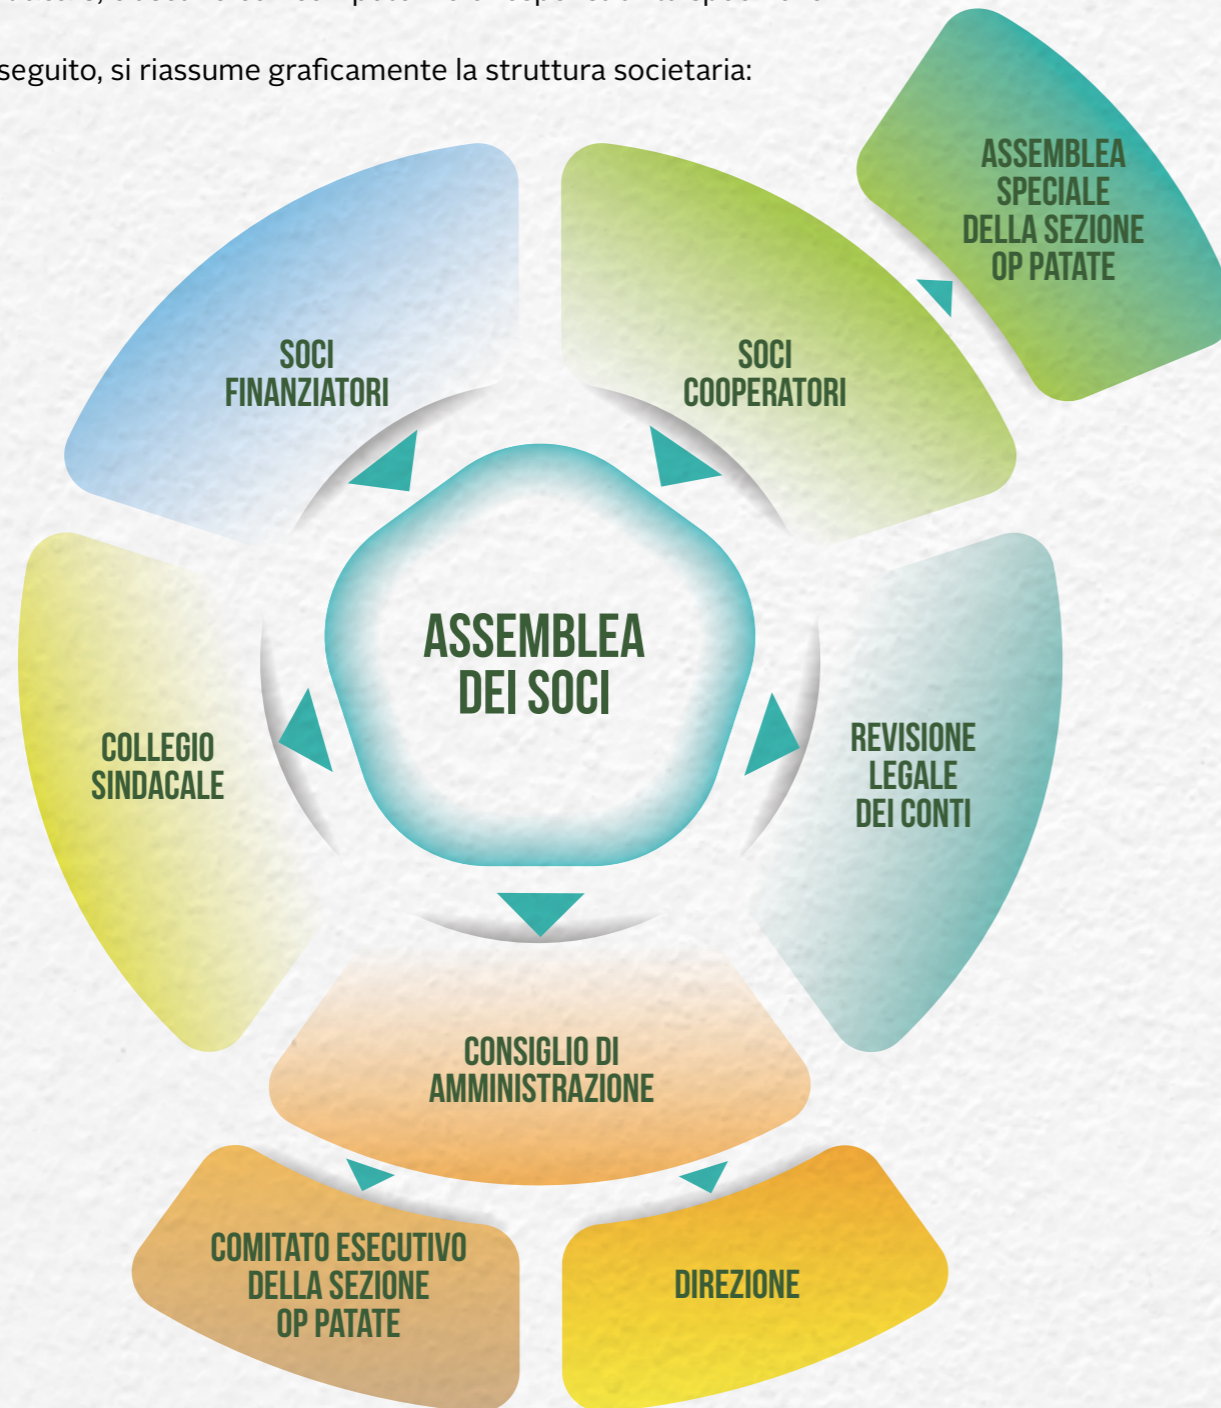 seguito, si riassume graficamente la struttura societaria:
ASSEMBLEA
SPECIALE
DELLA SEZIONE
OP PATATE
SOCI
FINANZIATORI
SOCI
COOPERATORI
ASSEMBLEA
DEI SOCI
COLLEGIO
SINDACALE
REVISIONE
LEGALE
DEI CONTI
CONSIGLIO DI
AMMINISTRAZIONE
COMITATO ESECUTIVO
DELLA SEZIONE
OP PATATE
DIREZIONE